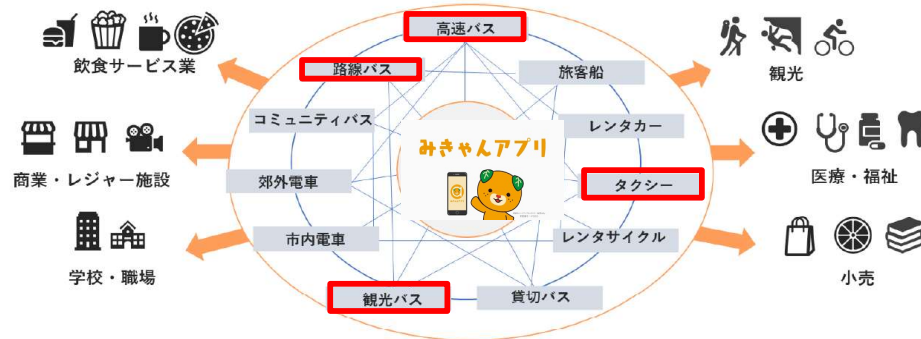 高速バス
路線バス
旅客船
コミュニティバス
レンタカー
みきゃんアプリ
郊外電車
タクシー
市内電車
レンタサイクル
観光バス
貸切バス
飲食サービス業
商業・レジャー施設
学校・職場
観光
医療・福祉
小売